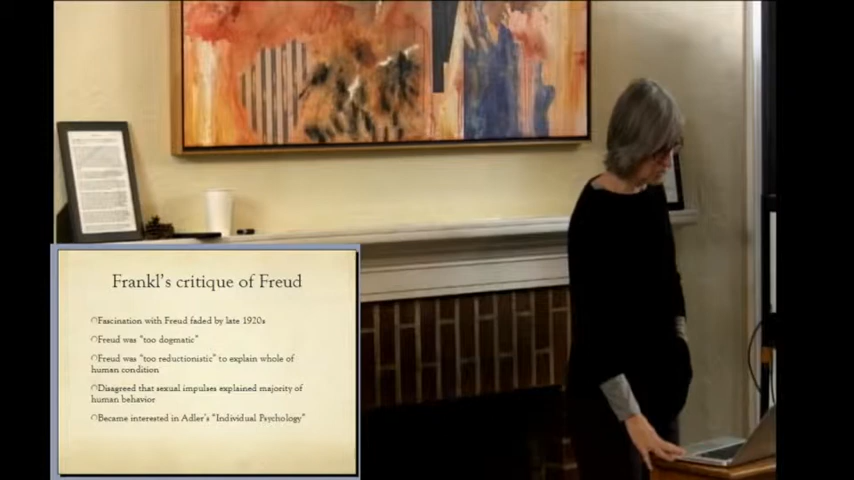 Frankl's critique of Freud
Fascination with Freud faded by late 1920s
Freud was "too dogmatic"
Freud was "too reductionistic" to explain whole of
human condition
Disagreed that sexual impulses explained majority of
human behavior
Became interested in Adler's "Individual Psychology"